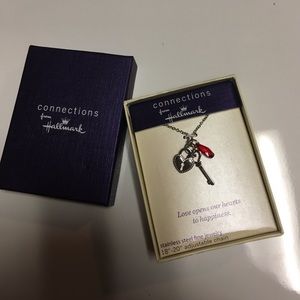 connections
from
Hallmark
connections
from
Hallmark
Love opens our hearts
to happiness.
stainless steel fine jewelry
18"-20" adjustable chain